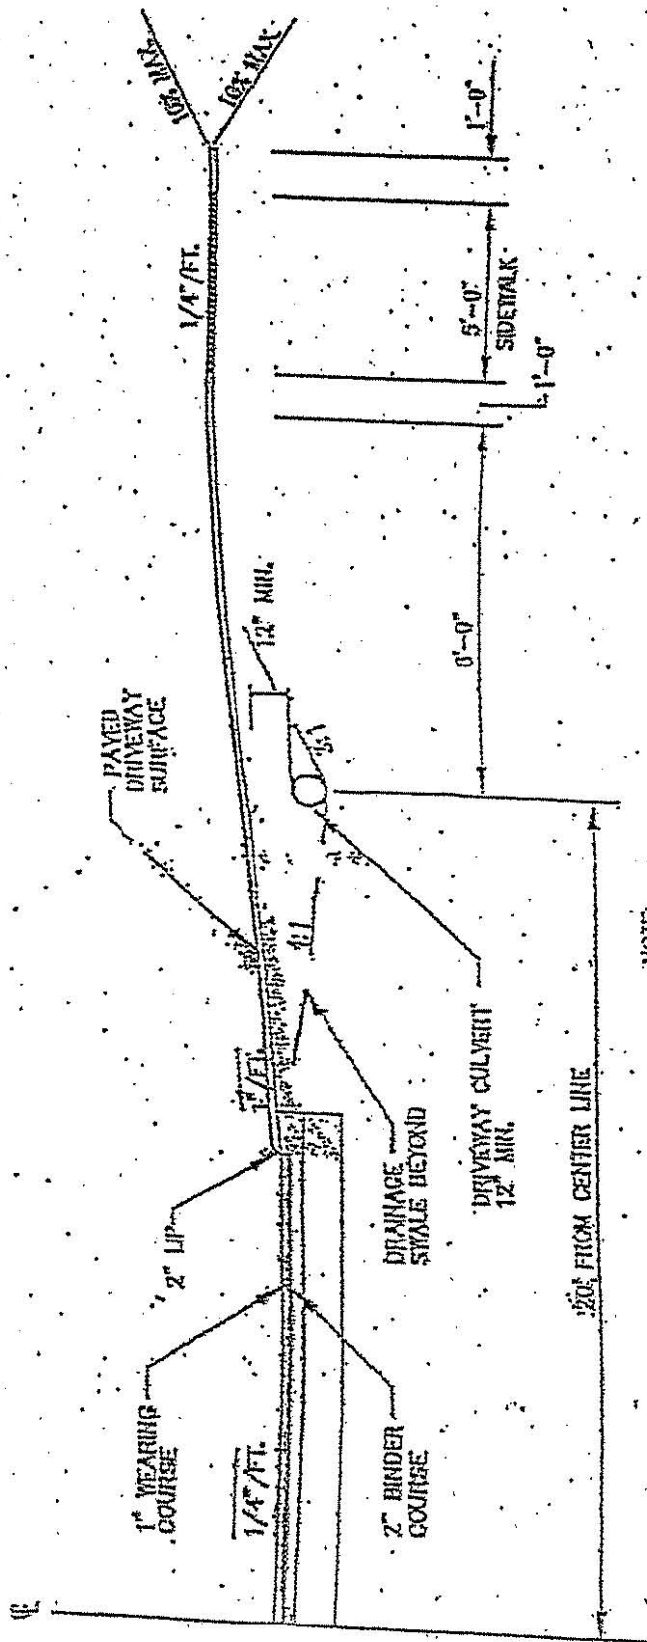 ℄
1" WEARING
COURSE
1/4"/FT.
2" BINDER
COURSE
2" LIP
1"/FT.
DRAINAGE
SWALE BEYOND
1:1
PAVED
DRIVEWAY
SURFACE
DRIVEWAY CULVERT
12" MIN.
12" MIN.
1/4"/FT.
10% MAX.
10% MAX.
20' FROM CENTER LINE
1'-0"
5'-0"
SIDEWALK
1'-0"
NOTE: